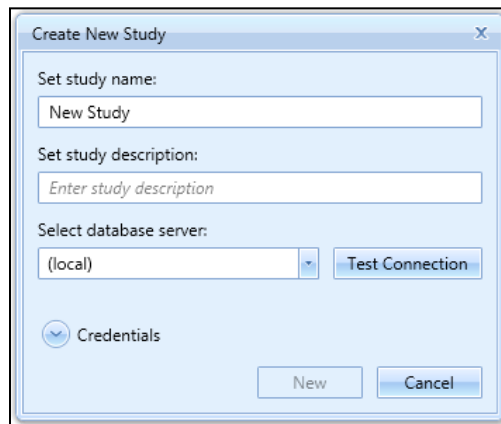 Create New Study
Set study name:
New Study
Set study description:
Enter study description
Select database server:
(local)
Test Connection
Credentials
New
Cancel